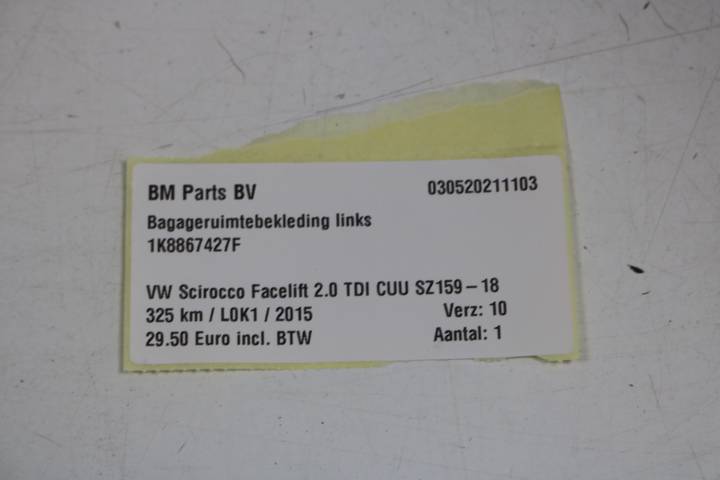 BM Parts BV 030520211103
Bagageruimtebekleding links
1K8867427F
VW Scirocco Facelift 2.0 TDI CUU SZ159-18
325 km / L0K1 / 2015 Verz: 10
29.50 Euro incl. BTW Aantal: 1